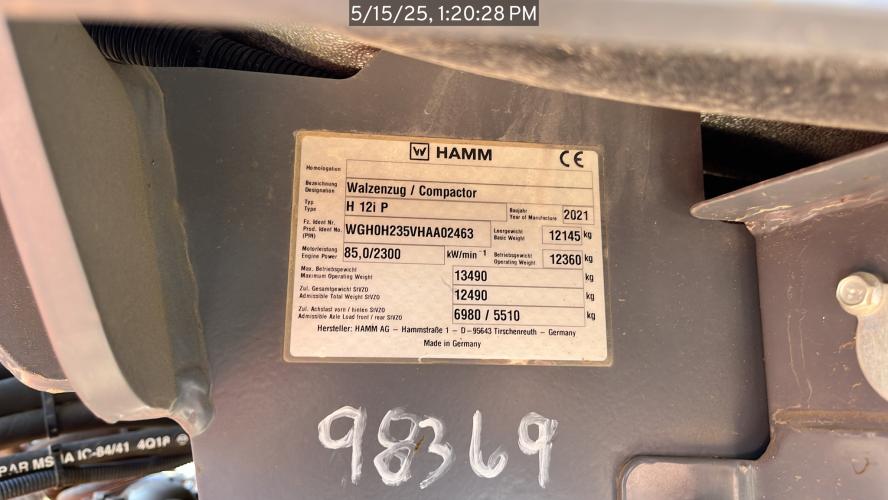 5/15/25, 1:20:28 PM
HAMM CE
Homologation
Bezeichnung
Designation
Walzenzug / Compactor
Typ
Type
H 12i P
Baujahr
Year of Manufacture
2021
Fz. Ident Nr.
Prod. Ident No.
(PIN)
WGH0H235VHAA02463
Leergewicht
Basic Weight
12145 kg
Motorleistung
Engine Power
85,0/2300 kW/min⁻¹
Betriebsgewicht
Operating Weight
12360 kg
Max. Betriebsgewicht
Maximum Operating Weight
13490 kg
Zul. Gesamtgewicht StVZO
Admissible Total Weight StVZO
12490 kg
Zul. Achslast vorn / hinten StVZO
Admissible Axle Load front / rear StVZO
6980 / 5510 kg
Hersteller: HAMM AG – Hammstraße 1 – D-95643 Tirschenreuth – Germany
Made in Germany
98369